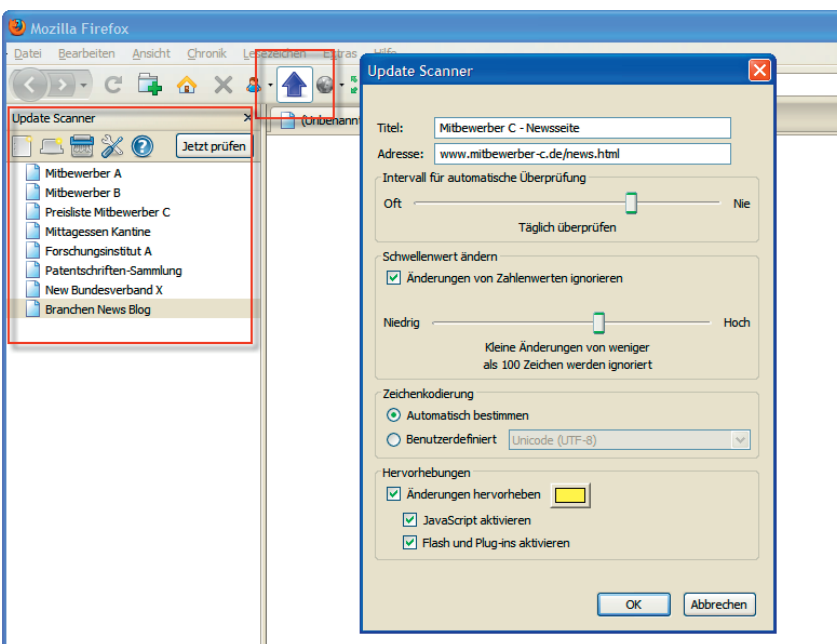 Mozilla Firefox
Datei Bearbeiten Ansicht Chronik Lesezeichen Extras Hilfe
Update Scanner
Jetzt prüfen
Mitbewerber A
Mitbewerber B
Preisliste Mitbewerber C
Mittagessen Kantine
Forschungsinstitut A
Patentschriften-Sammlung
New Bundesverband X
Branchen News Blog
(Unbenannt
Update Scanner
Titel: Mitbewerber C - Newsseite
Adresse: www.mitbewerber-c.de/news.html
Intervall für automatische Überprüfung
Oft Nie
Täglich überprüfen
Schwellenwert ändern
Änderungen von Zahlenwerten ignorieren
Niedrig Hoch
Kleine Änderungen von weniger
als 100 Zeichen werden ignoriert
Zeichenkodierung
Automatisch bestimmen
Benutzerdefiniert Unicode (UTF-8)
Hervorhebungen
Änderungen hervorheben
JavaScript aktivieren
Flash und Plug-ins aktivieren
OK Abbrechen